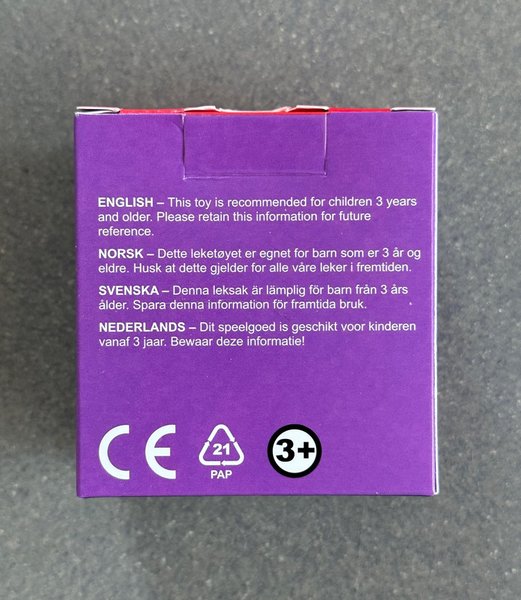 ENGLISH – This toy is recommended for children 3 years
and older. Please retain this information for future
reference.
NORSK – Dette leketøyet er egnet for barn som er 3 år og
eldre. Husk at dette gjelder for alle våre leker i fremtiden.
SVENSKA – Denna leksak är lämplig för barn från 3 års
ålder. Spara denna information för framtida bruk.
NEDERLANDS – Dit speelgoed is geschikt voor kinderen
vanaf 3 jaar. Bewaar deze informatie!
CE 21 3+
PAP